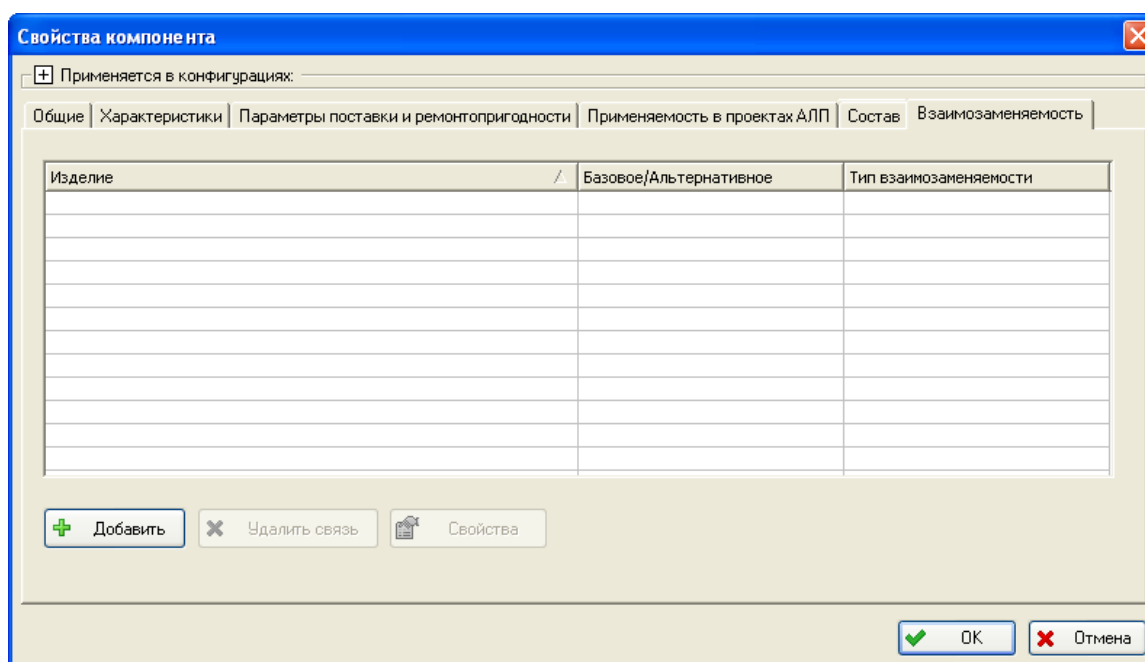 Свойства компонента
Применяется в конфигурациях:
Общие Характеристики Параметры поставки и ремонтопригодности Применяемость в проектах АЛП Состав Взаимозаменяемость
Изделие Базовое/Альтернативное Тип взаимозаменяемости
Добавить Удалить связь Свойства
OK Отмена